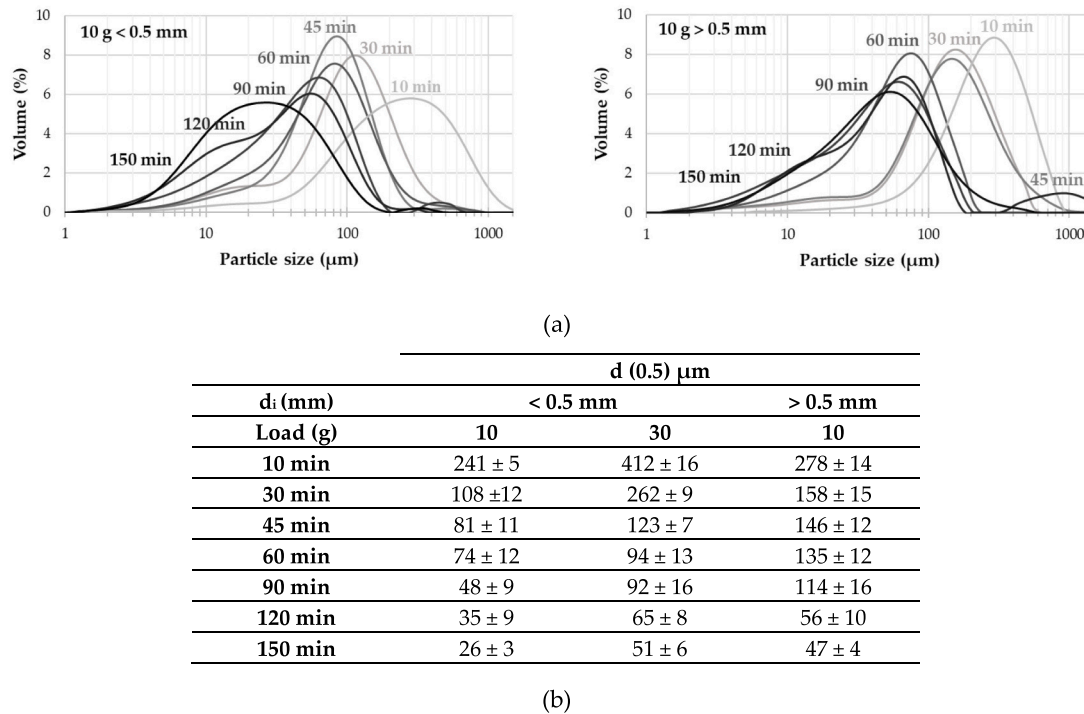 10 g < 0.5 mm
10
8
6
4
2
0
Volume (%)
45 min
30 min
60 min
10 min
90 min
120 min
150 min
1
10
100
1000
Particle size (μm)
10 g > 0.5 mm
10
8
6
4
2
0
Volume (%)
10 min
60 min
30 min
90 min
120 min
150 min
45 min
1
10
100
1000
Particle size (μm)
(a)
d (0.5) μm
di (mm) < 0.5 mm > 0.5 mm
Load (g) 10 30 10
10 min 241 ± 5 412 ± 16 278 ± 14
30 min 108 ±12 262 ± 9 158 ± 15
45 min 81 ± 11 123 ± 7 146 ± 12
60 min 74 ± 12 94 ± 13 135 ± 12
90 min 48 ± 9 92 ± 16 114 ± 16
120 min 35 ± 9 65 ± 8 56 ± 10
150 min 26 ± 3 51 ± 6 47 ± 4
(b)